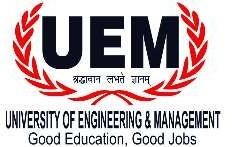 UEM
श्रद्धावान लभते ज्ञानम्
UNIVERSITY OF ENGINEERING & MANAGEMENT
Good Education, Good Jobs